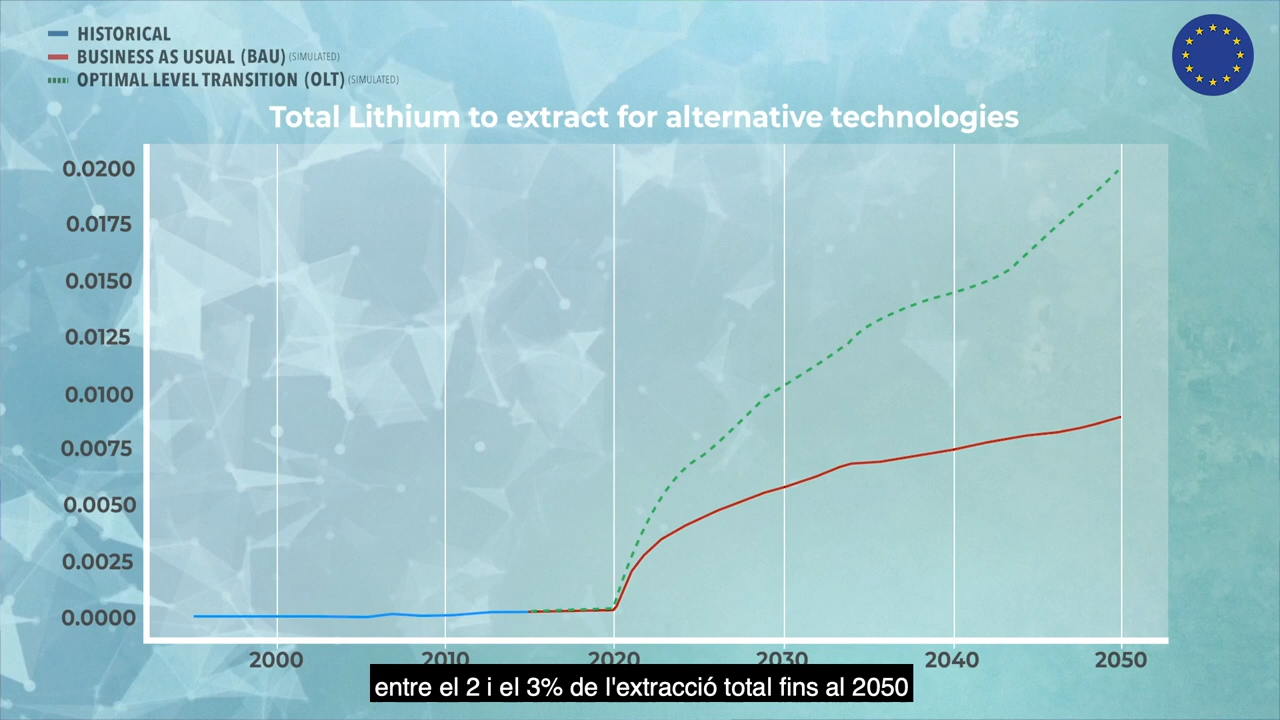 HISTORICAL
BUSINESS AS USUAL (BAU) (SIMULATED)
OPTIMAL LEVEL TRANSITION (OLT) (SIMULATED)
Total Lithium to extract for alternative technologies
0.0200
0.0175
0.0150
0.0125
0.0100
0.0075
0.0050
0.0025
0.0000
2000 2010 2020 2030 2040 2050
entre el 2 i el 3% de l'extracció total fins al 2050